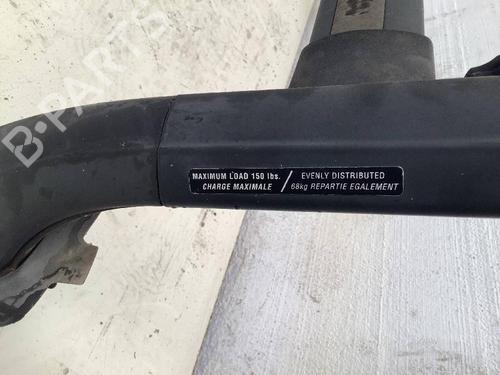 B-PARTS
MAXIMUM LOAD 150 lbs. / EVENLY DISTRIBUTED
CHARGE MAXIMALE / 68kg REPARTIE EGALEMENT